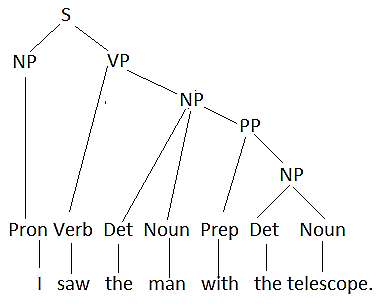 S
NP VP
NP
PP
NP
Pron Verb Det Noun Prep Det Noun
I saw the man with the telescope.